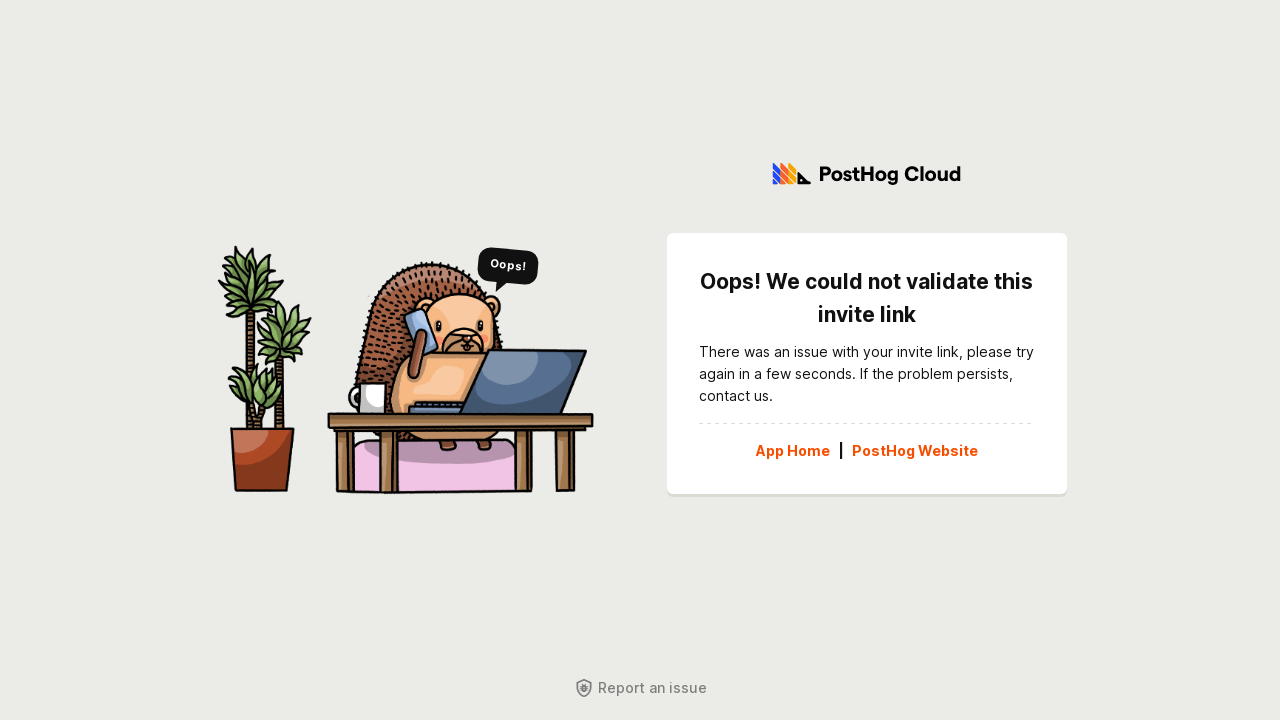 PostHog Cloud
Oops!
Oops! We could not validate this
invite link
There was an issue with your invite link, please try
again in a few seconds. If the problem persists,
contact us.
App Home | PostHog Website
Report an issue